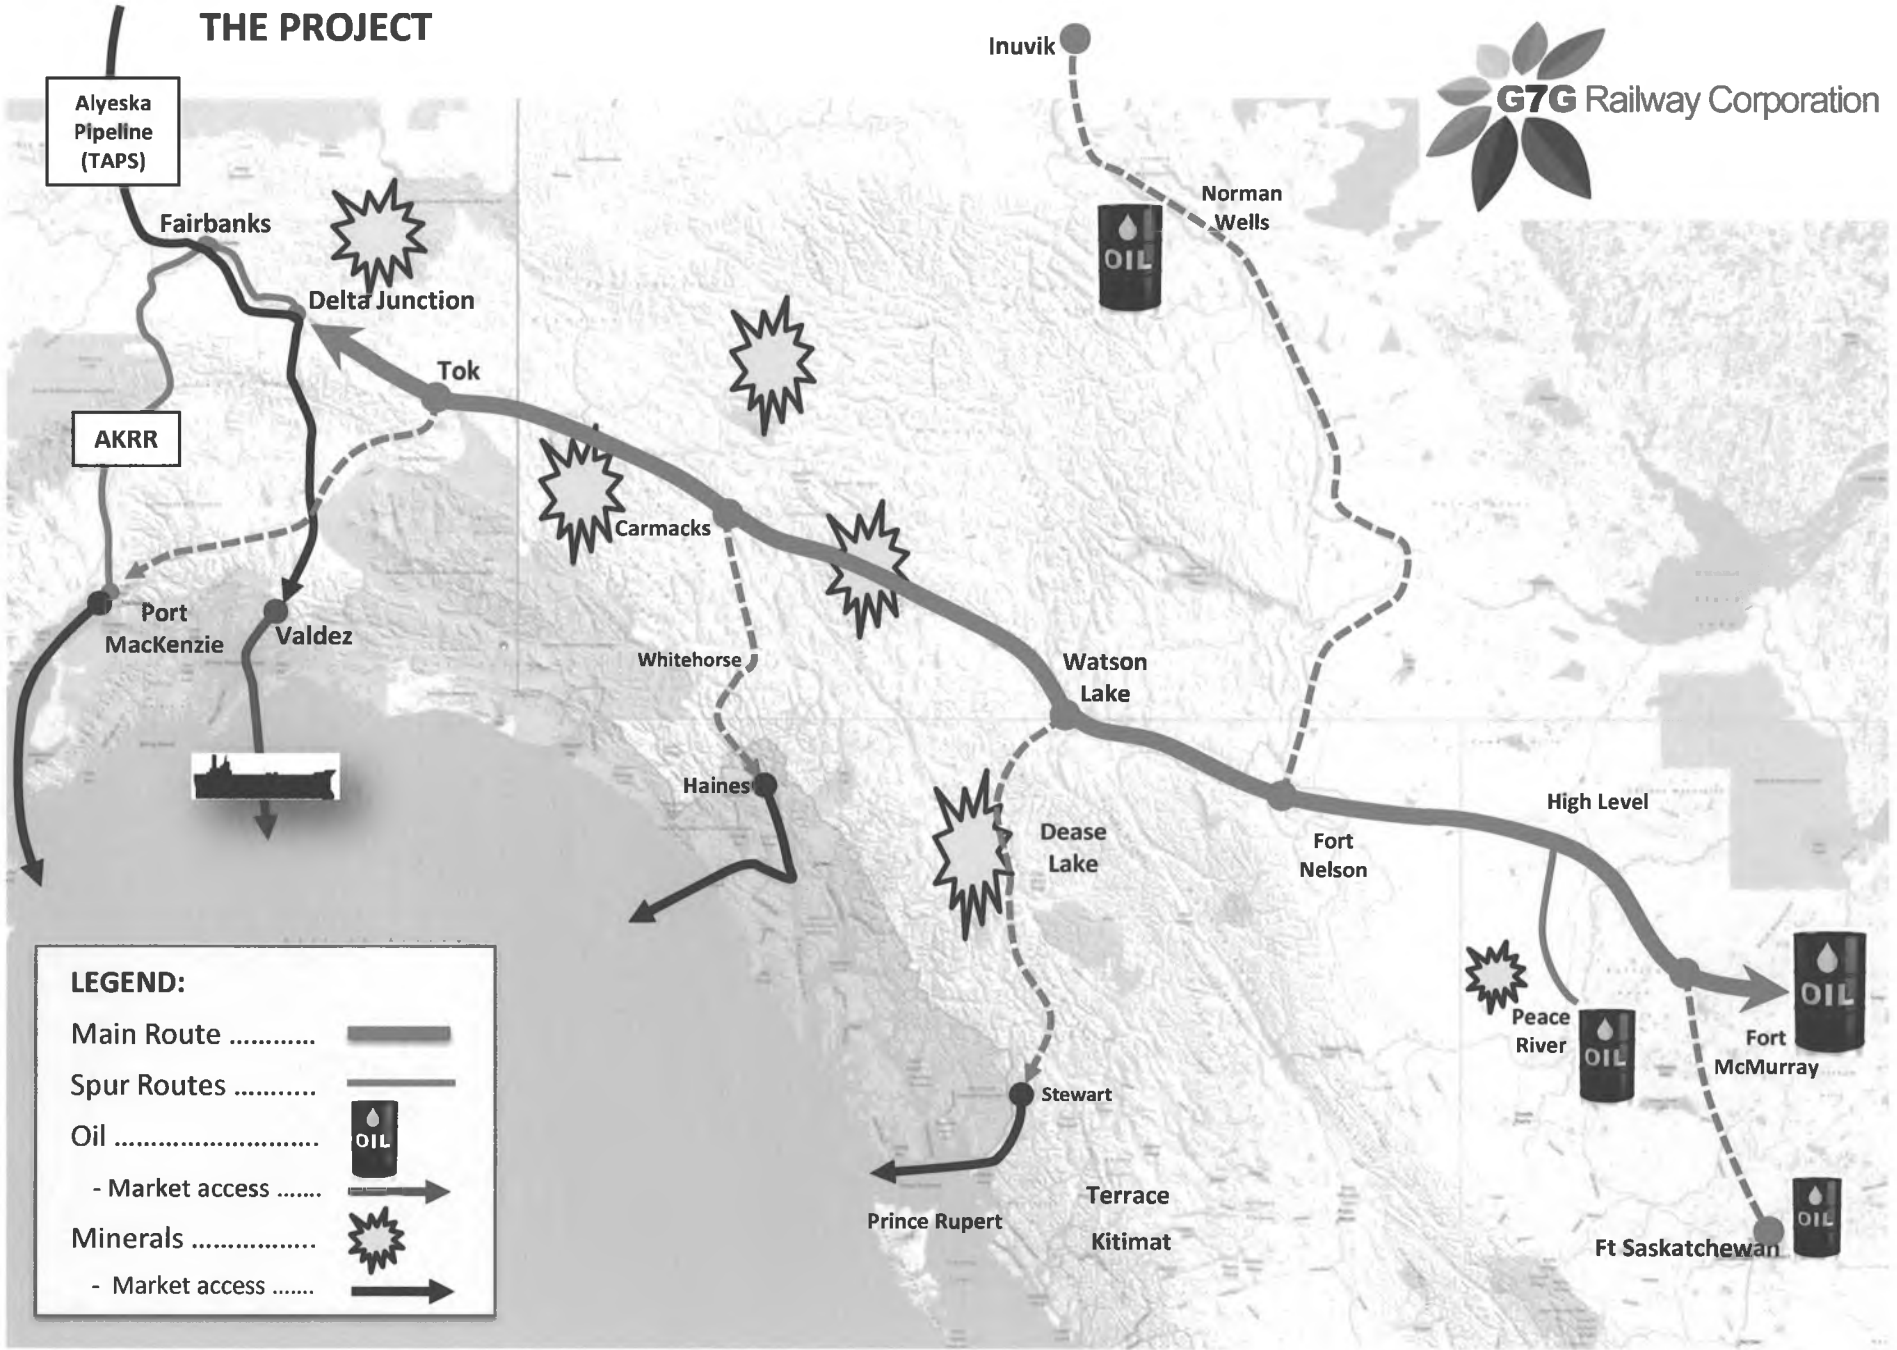 THE PROJECT
Inuvik
G7G Railway Corporation
Alyeska
Pipeline
(TAPS)
Norman
Wells
Fairbanks
OIL
Delta Junction
Tok
AKRR
Carmacks
Port
MacKenzie
Valdez
Whitehorse
Watson
Lake
Haines
High Level
Dease
Lake
Fort
Nelson
OIL
Peace
River
OIL
Fort
McMurray
Stewart
Terrace
Prince Rupert
Kitimat
Ft Saskatchewan
OIL
LEGEND:
Main Route ............
Spur Routes ...........
Oil ............................
OIL
- Market access .......
Minerals .................
- Market access .......